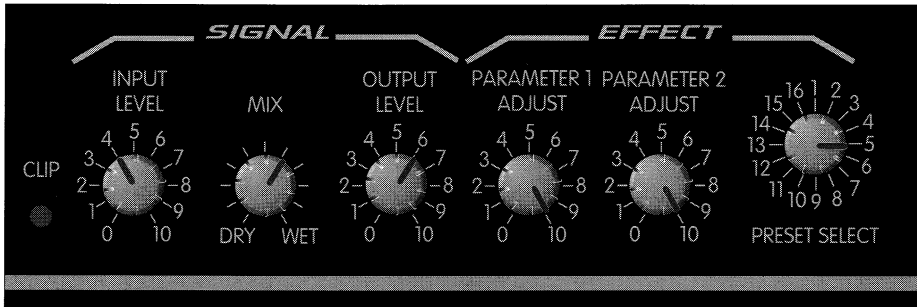 SIGNAL EFFECT
INPUT LEVEL
MIX
OUTPUT LEVEL
PARAMETER 1 ADJUST
PARAMETER 2 ADJUST
CLIP
0 1 2 3 4 5 6 7 8 9 10
DRY WET
0 1 2 3 4 5 6 7 8 9 10
0 1 2 3 4 5 6 7 8 9 10
0 1 2 3 4 5 6 7 8 9 10
1 2 3 4 5 6 7 8 9 10 11 12 13 14 15 16
PRESET SELECT